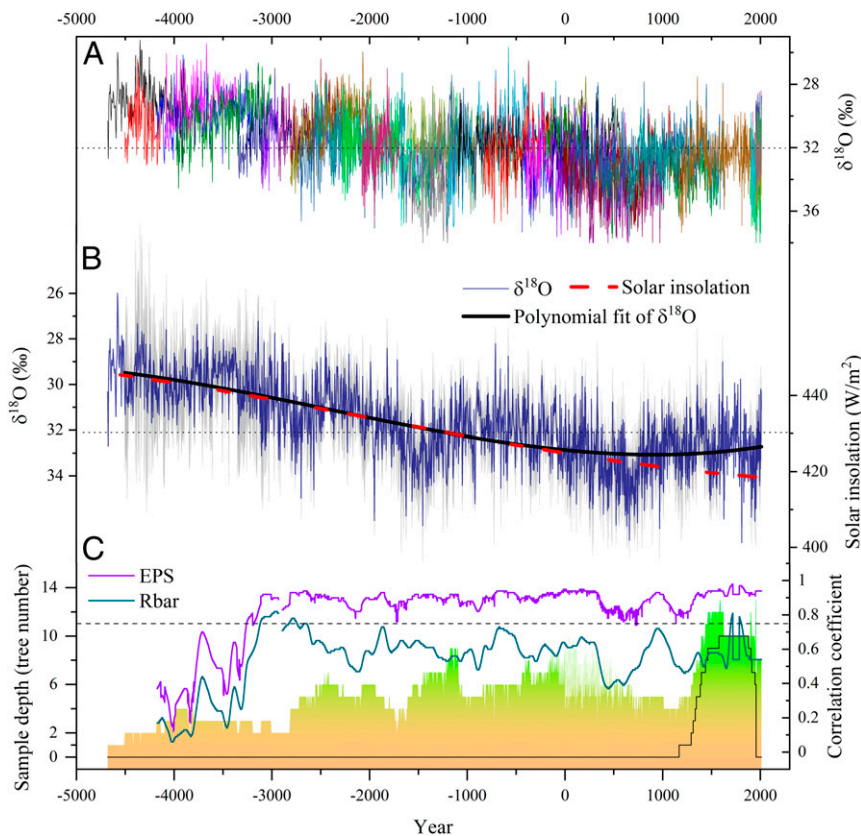 -5000 -4000 -3000 -2000 -1000 0 1000 2000
A
28
32
36
δ18O (‰)
B
δ18O Solar insolation
Polynomial fit of δ18O
26
28
30
32
34
δ18O (‰)
440
420
400
Solar insolation (W/m2)
C
EPS
Rbar
14
10
6
2
0
Sample depth (tree number)
1
0.8
0.6
0.4
0.2
0
Correlation coefficient
-5000 -4000 -3000 -2000 -1000 0 1000 2000
Year